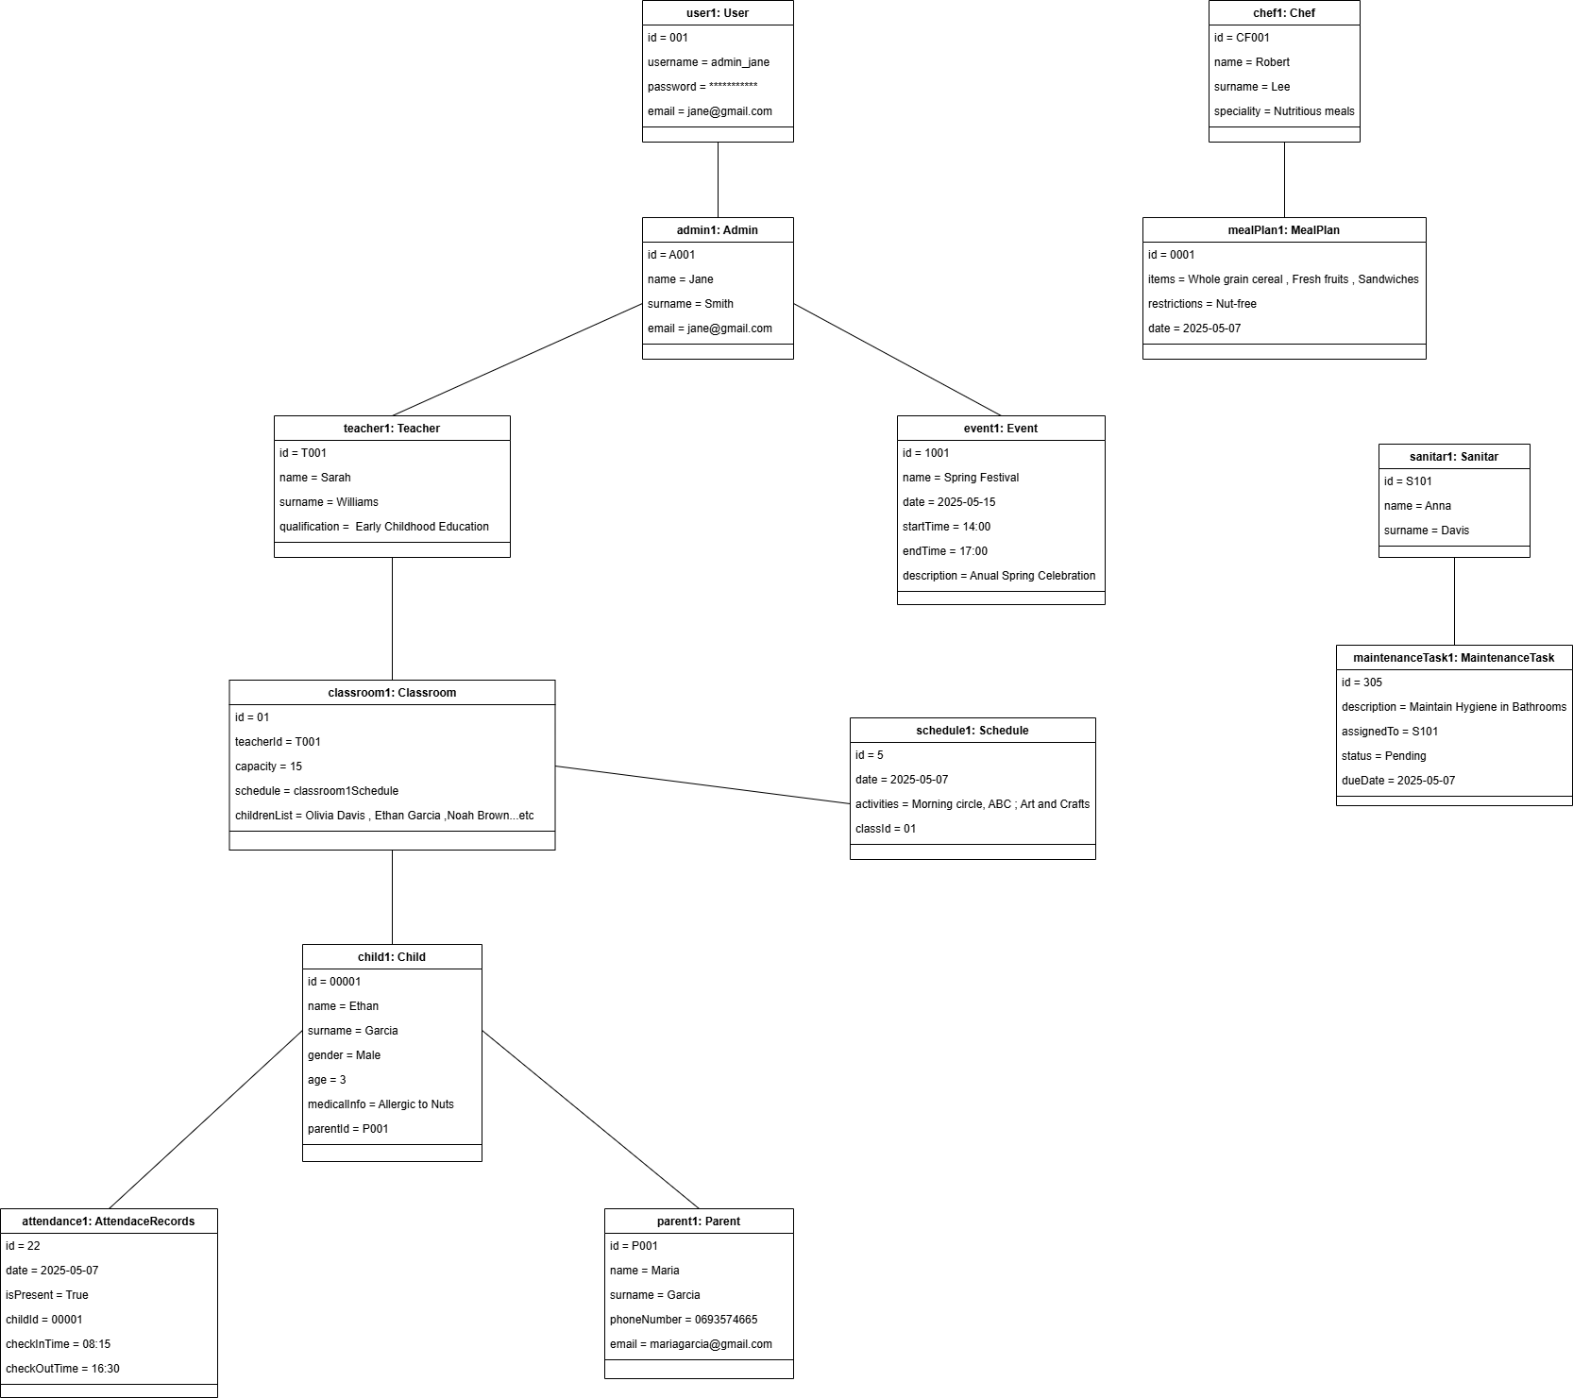 user1: User
id = 001
username = admin_jane
password = ***********
email = jane@gmail.com
chef1: Chef
id = CF001
name = Robert
surname = Lee
speciality = Nutritious meals
admin1: Admin
id = A001
name = Jane
surname = Smith
email = jane@gmail.com
mealPlan1: MealPlan
id = 0001
items = Whole grain cereal , Fresh fruits , Sandwiches
restrictions = Nut-free
date = 2025-05-07
teacher1: Teacher
id = T001
name = Sarah
surname = Williams
qualification =  Early Childhood Education
event1: Event
id = 1001
name = Spring Festival
date = 2025-05-15
startTime = 14:00
endTime = 17:00
description = Anual Spring Celebration
sanitar1: Sanitar
id = S101
name = Anna
surname = Davis
maintenanceTask1: MaintenanceTask
id = 305
description = Maintain Hygiene in Bathrooms
assignedTo = S101
status = Pending
dueDate = 2025-05-07
classroom1: Classroom
id = 01
teacherId = T001
capacity = 15
schedule = classroom1Schedule
childrenList = Olivia Davis , Ethan Garcia ,Noah Brown...etc
schedule1: Schedule
id = 5
date = 2025-05-07
activities = Morning circle, ABC ; Art and Crafts
classId = 01
child1: Child
id = 00001
name = Ethan
surname = Garcia
gender = Male
age = 3
medicalInfo = Allergic to Nuts
parentId = P001
attendance1: AttendaceRecords
id = 22
date = 2025-05-07
isPresent = True
childId = 00001
checkInTime = 08:15
checkOutTime = 16:30
parent1: Parent
id = P001
name = Maria
surname = Garcia
phoneNumber = 0693574665
email = mariagarcia@gmail.com